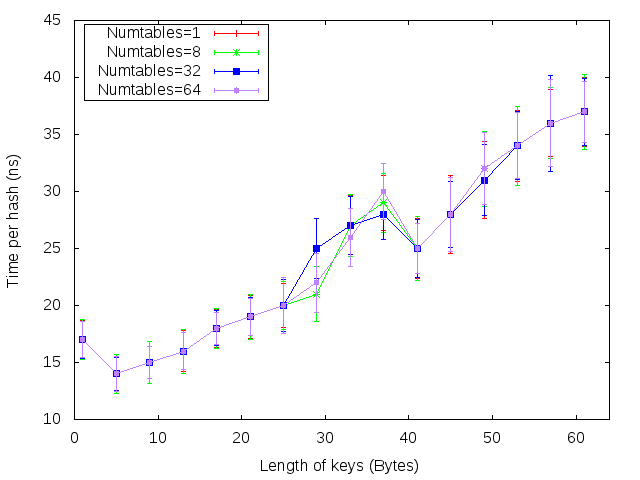 45
40
35
30
25
20
15
10
Time per hash (ns)
Numtables=1
Numtables=8
Numtables=32
Numtables=64
0 10 20 30 40 50 60
Length of keys (Bytes)